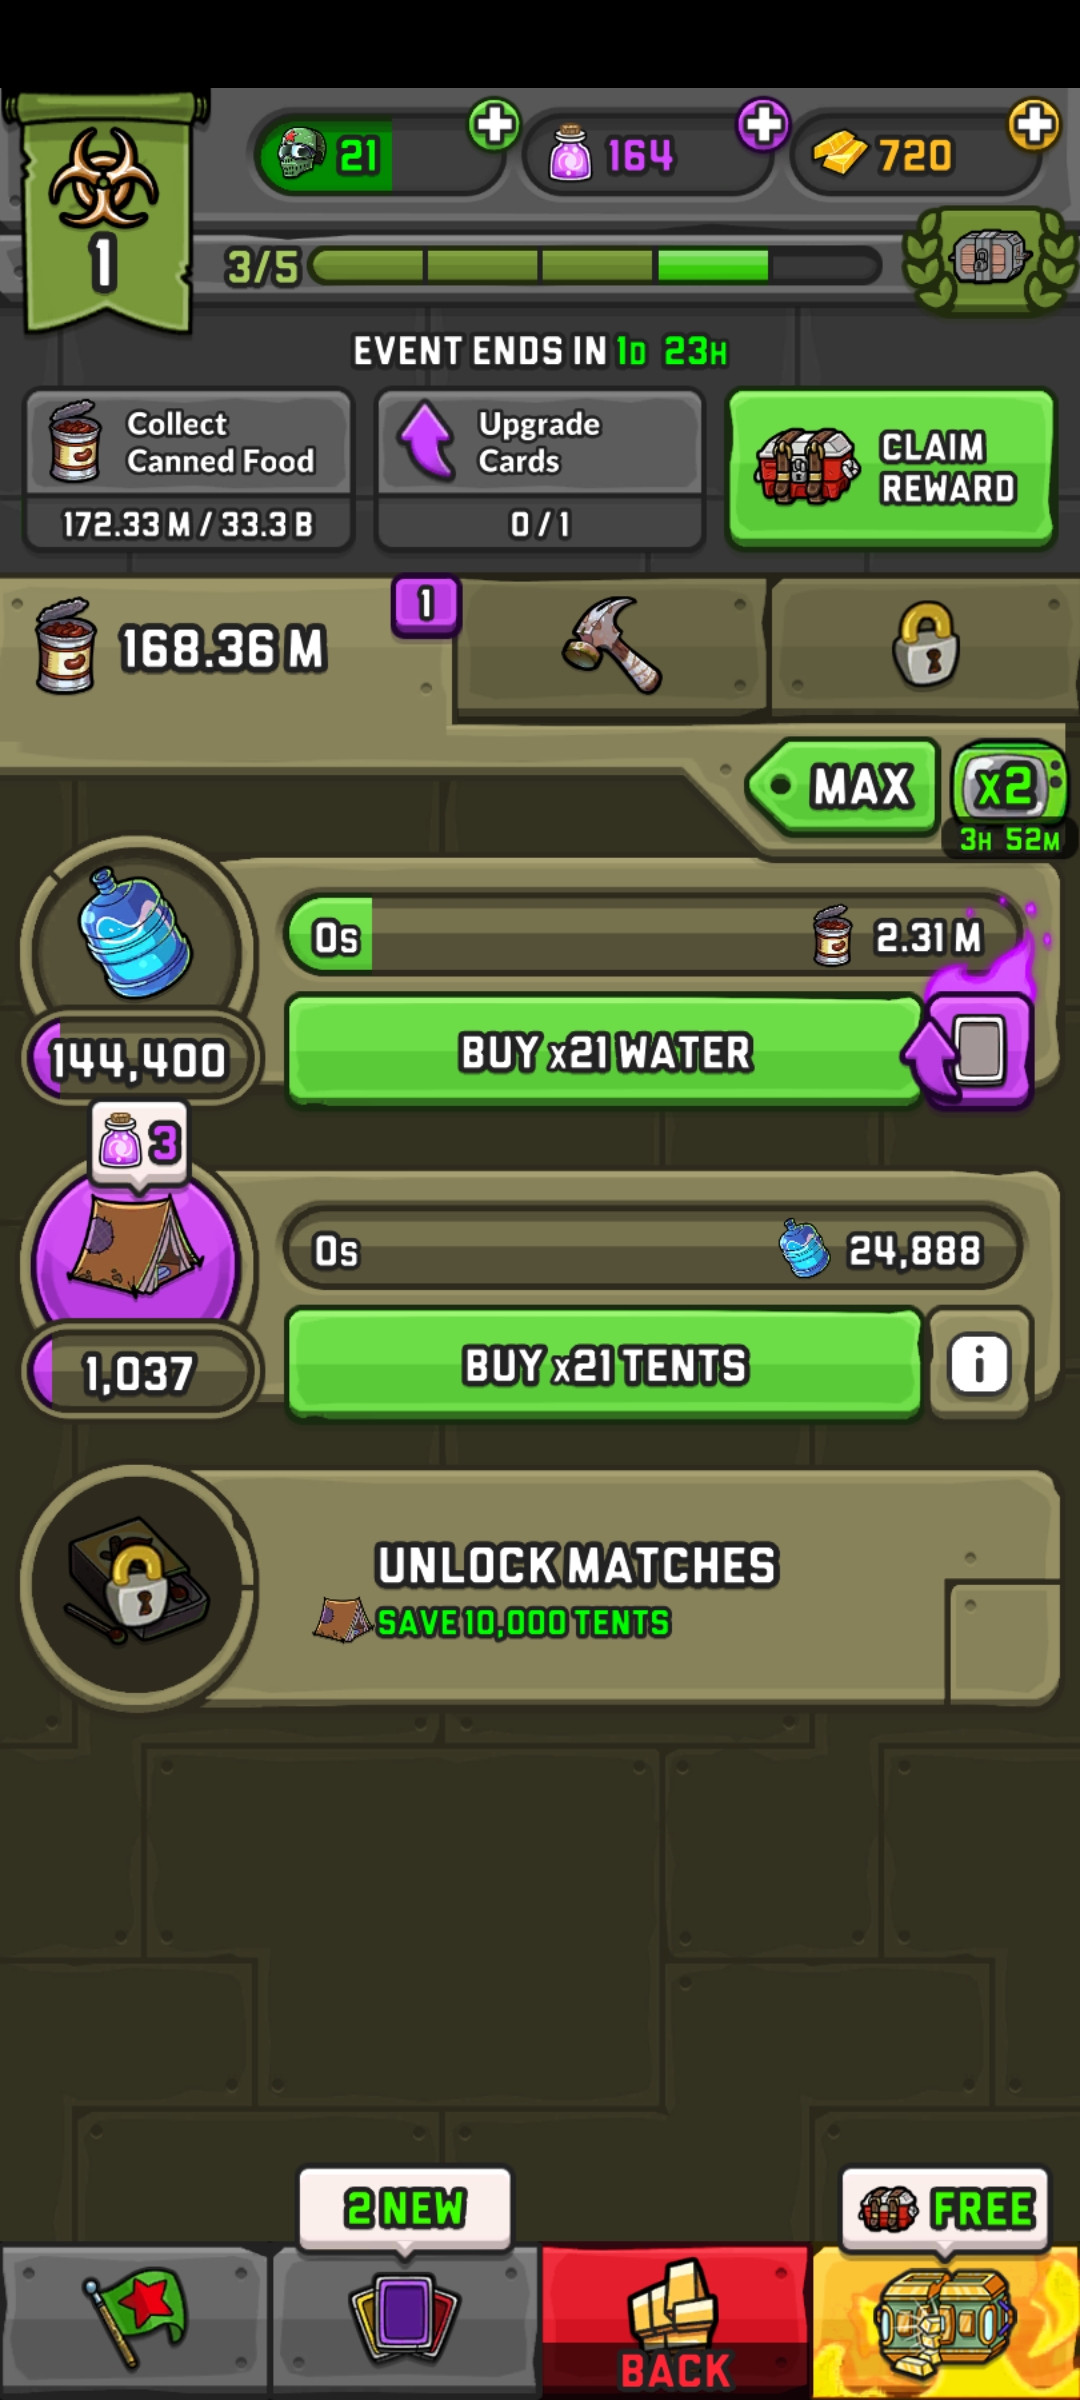 21
164
720
1
3/5
EVENT ENDS IN 1D 23H
Collect
Canned Food
172.33 M / 33.3 B
Upgrade
Cards
0 / 1
CLAIM
REWARD
168.36 M
1
MAX
x2
3H 52M
0s
2.31 M
144,400
BUY x21 WATER
3
0s
24,888
1,037
BUY x21 TENTS
i
UNLOCK MATCHES
SAVE 10,000 TENTS
2 NEW
FREE
BACK